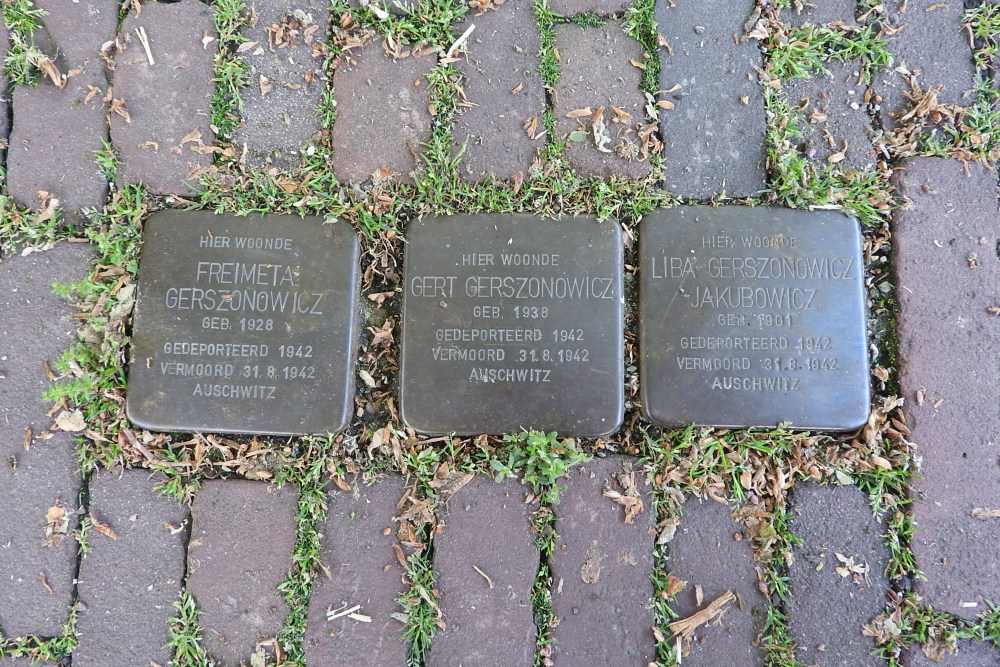 HIER WOONDE
FREIMETA
GERSZONOWICZ
GEB. 1928
GEDEPORTEERD 1942
VERMOORD 31.8.1942
AUSCHWITZ
HIER WOONDE
GERT GERSZONOWICZ
GEB. 1938
GEDEPORTEERD 1942
VERMOORD 31.8.1942
AUSCHWITZ
HIER WOONDE
LIBA GERSZONOWICZ
-JAKUBOWICZ
GEB. 1901
GEDEPORTEERD 1942
VERMOORD 31.8.1942
AUSCHWITZ